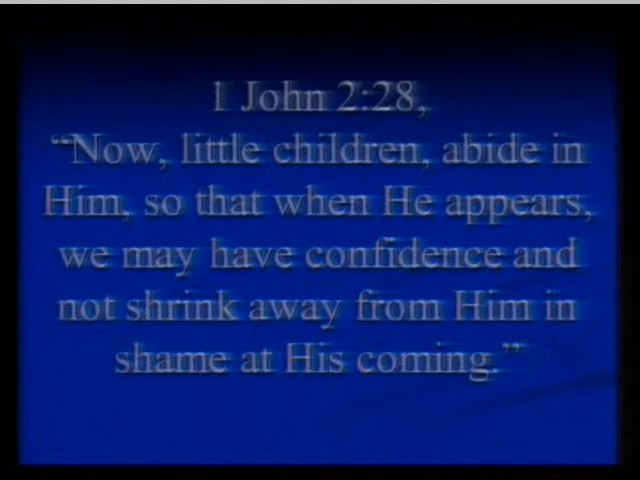 1 John 2:28,
“Now, little children, abide in
Him, so that when He appears,
we may have confidence and
not shrink away from Him in
shame at His coming.”